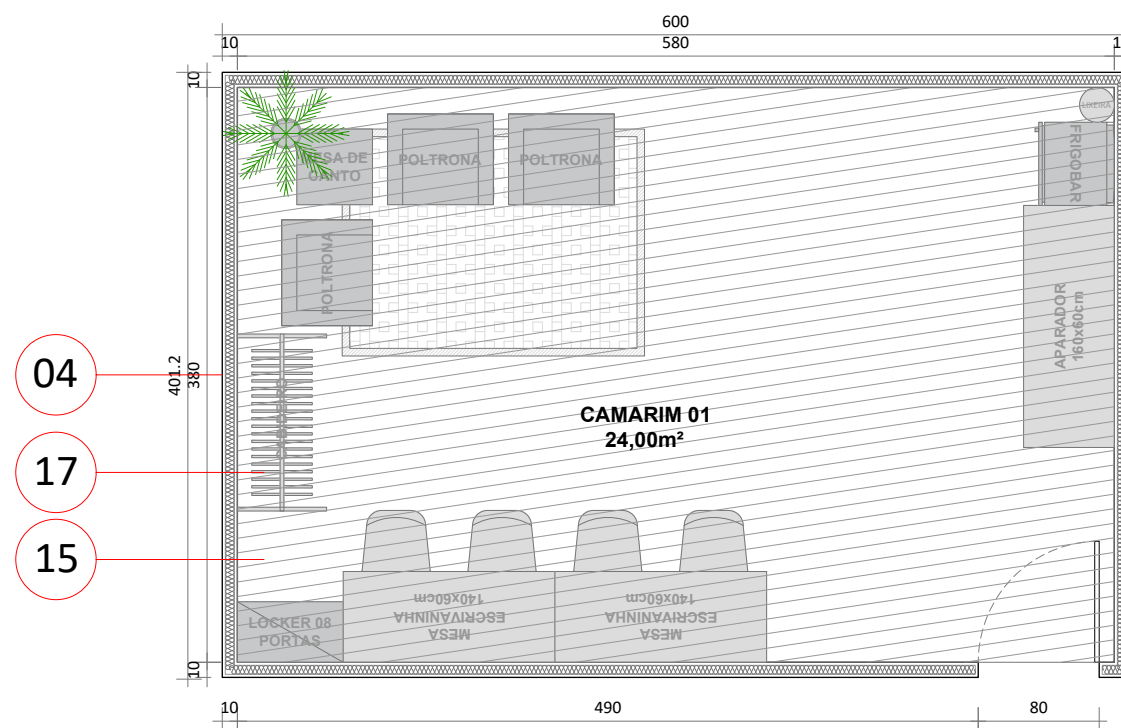 600
10
580
1
10
LIXEIRA
MESA DE
CANTO
POLTRONA
POLTRONA
FRIGOBAR
POLTRONA
04
401.2
380
APARADOR
160x60cm
CAMARIM 01
24,00m²
17
15
LOCKER 08
PORTAS
MESA
ESCRIVANINHA
140x60cm
MESA
ESCRIVANINHA
140x60cm
10
10
490
80